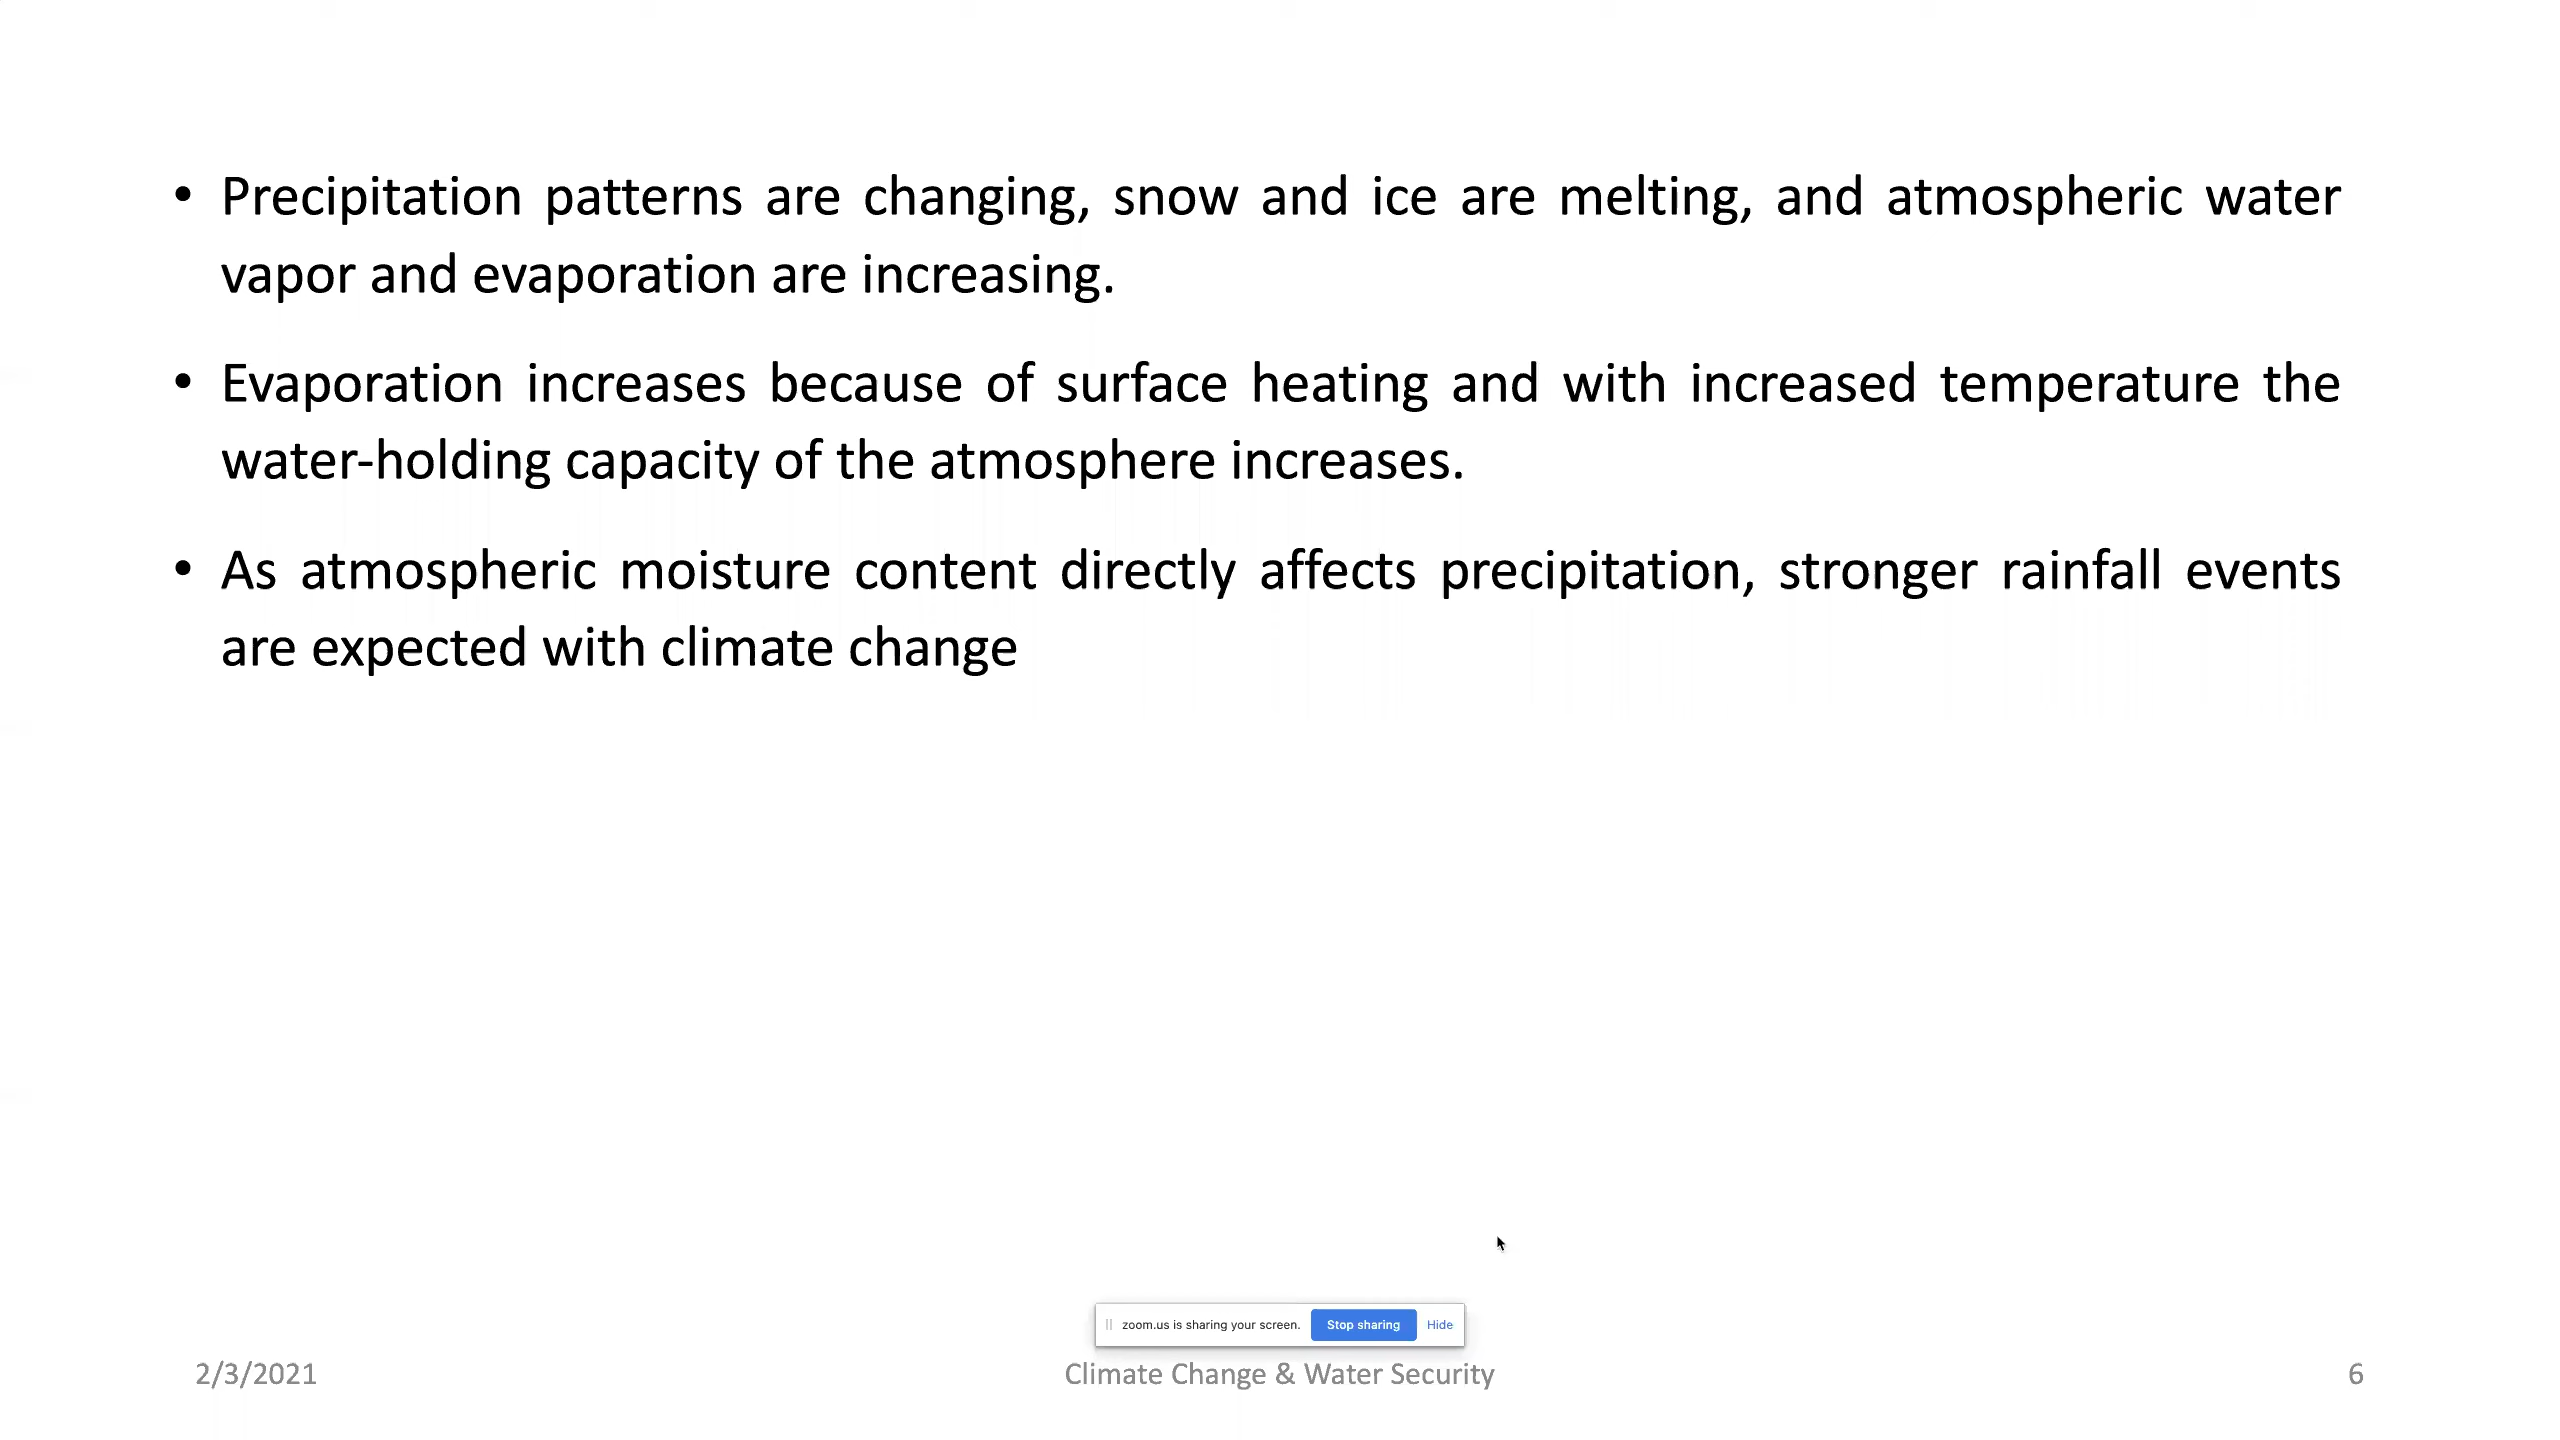 • Precipitation patterns are changing, snow and ice are melting, and atmospheric water
vapor and evaporation are increasing.
• Evaporation increases because of surface heating and with increased temperature the
water-holding capacity of the atmosphere increases.
• As atmospheric moisture content directly affects precipitation, stronger rainfall events
are expected with climate change
zoom.us is sharing your screen. Stop sharing Hide
2/3/2021 Climate Change & Water Security 6